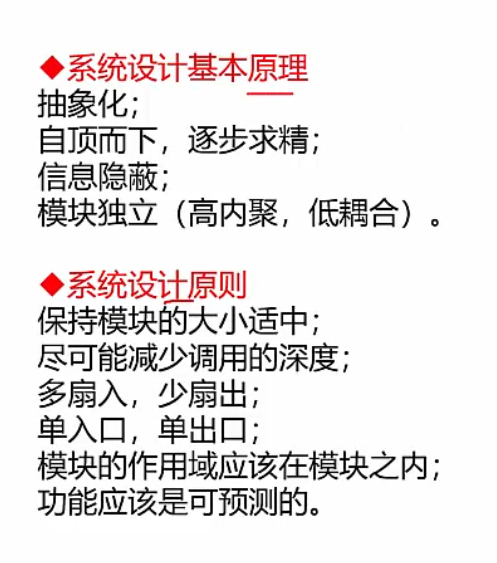 ◆系统设计基本原理
抽象化；
自顶而下，逐步求精；
信息隐蔽；
模块独立（高内聚，低耦合）。
◆系统设计原则
保持模块的大小适中；
尽可能减少调用的深度；
多扇入，少扇出；
单入口，单出口；
模块的作用域应该在模块之内；
功能应该是可预测的。